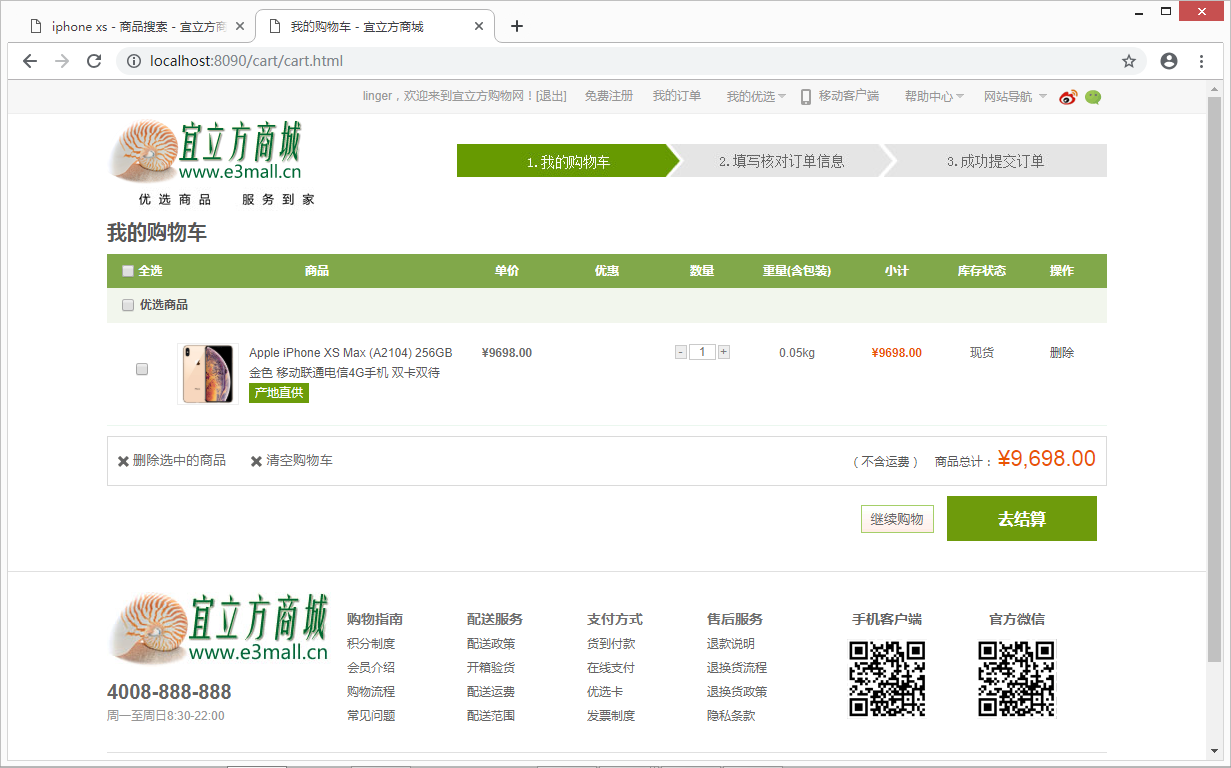 iphone xs - 商品搜索 - 宜立方商
我的购物车 - 宜立方商城
localhost:8090/cart/cart.html
linger，欢迎来到宜立方购物网！[退出] 免费注册 我的订单 我的优选 移动客户端 帮助中心 网站导航
宜立方商城
www.e3mall.cn
优选商品 服务到家
1.我的购物车 2.填写核对订单信息 3.成功提交订单
我的购物车
全选 商品 单价 优惠 数量 重量(含包装) 小计 库存状态 操作
优选商品
Apple iPhone XS Max (A2104) 256GB ¥9698.00 - 1 + 0.05kg ¥9698.00 现货 删除
金色 移动联通电信4G手机 双卡双待
产地直供
删除选中的商品 清空购物车 （不含运费） 商品总计：¥9,698.00
继续购物 去结算
宜立方商城
www.e3mall.cn
4008-888-888
周一至周日8:30-22:00
购物指南
积分制度
会员介绍
购物流程
常见问题
配送服务
配送政策
开箱验货
配送运费
配送范围
支付方式
货到付款
在线支付
优选卡
发票制度
售后服务
退款说明
退换货流程
退换货政策
隐私条款
手机客户端
官方微信